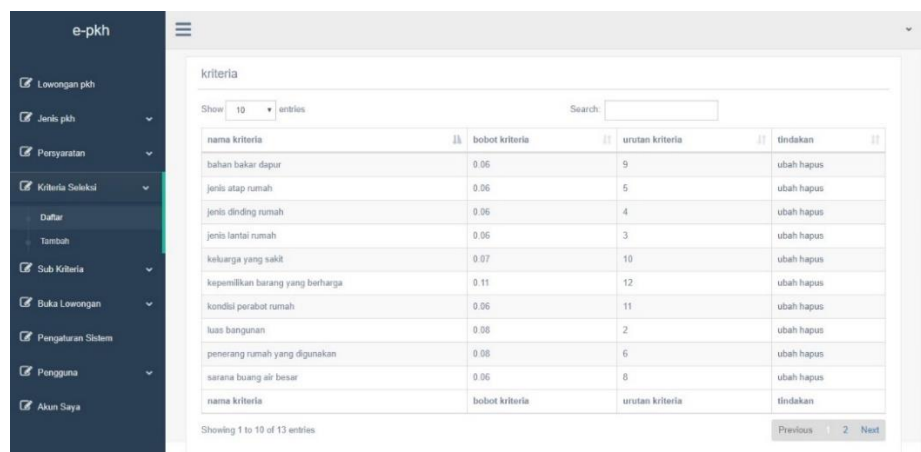 e-pkh
Lowongan pkh
Jenis pkh
Persyaratan
Kriteria Seleksi
Daftar
Tambah
Sub Kriteria
Buka Lowongan
Pengaturan Sistem
Pengguna
Akun Saya
kriteria
Show 10 entries Search:
nama kriteria bobot kriteria urutan kriteria tindakan
bahan bakar dapur 0.06 9 ubah hapus
jenis atap rumah 0.06 5 ubah hapus
jenis dinding rumah 0.06 4 ubah hapus
jenis lantai rumah 0.06 3 ubah hapus
keluarga yang sakit 0.07 10 ubah hapus
kepemilikan barang yang berharga 0.11 12 ubah hapus
kondisi perabot rumah 0.06 11 ubah hapus
luas bangunan 0.08 2 ubah hapus
penerang rumah yang digunakan 0.08 6 ubah hapus
sarana buang air besar 0.06 8 ubah hapus
nama kriteria bobot kriteria urutan kriteria tindakan
Showing 1 to 10 of 13 entries Previous 1 2 Next